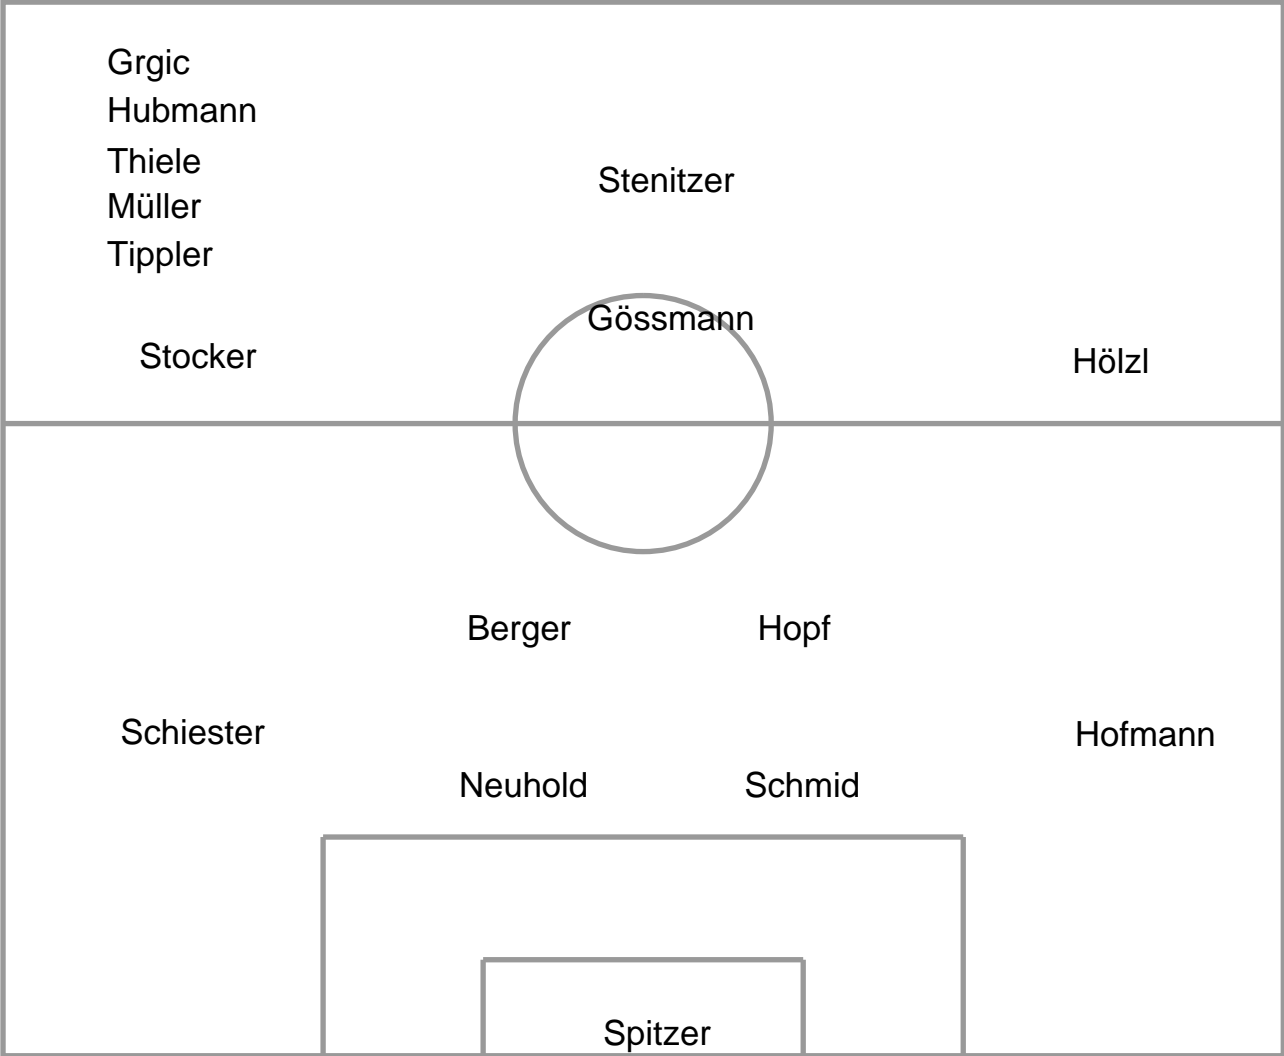 Grgic
Hubmann
Thiele
Müller
Tippler
Stenitzer
Gössmann
Stocker
Hölzl
Berger
Hopf
Schiester
Hofmann
Neuhold
Schmid
Spitzer